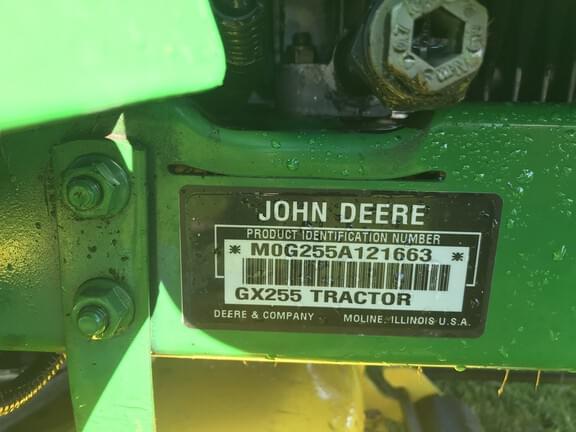 JOHN DEERE
PRODUCT IDENTIFICATION NUMBER
* M0G255A121663 *
GX255 TRACTOR
DEERE & COMPANY MOLINE, ILLINOIS U.S.A.